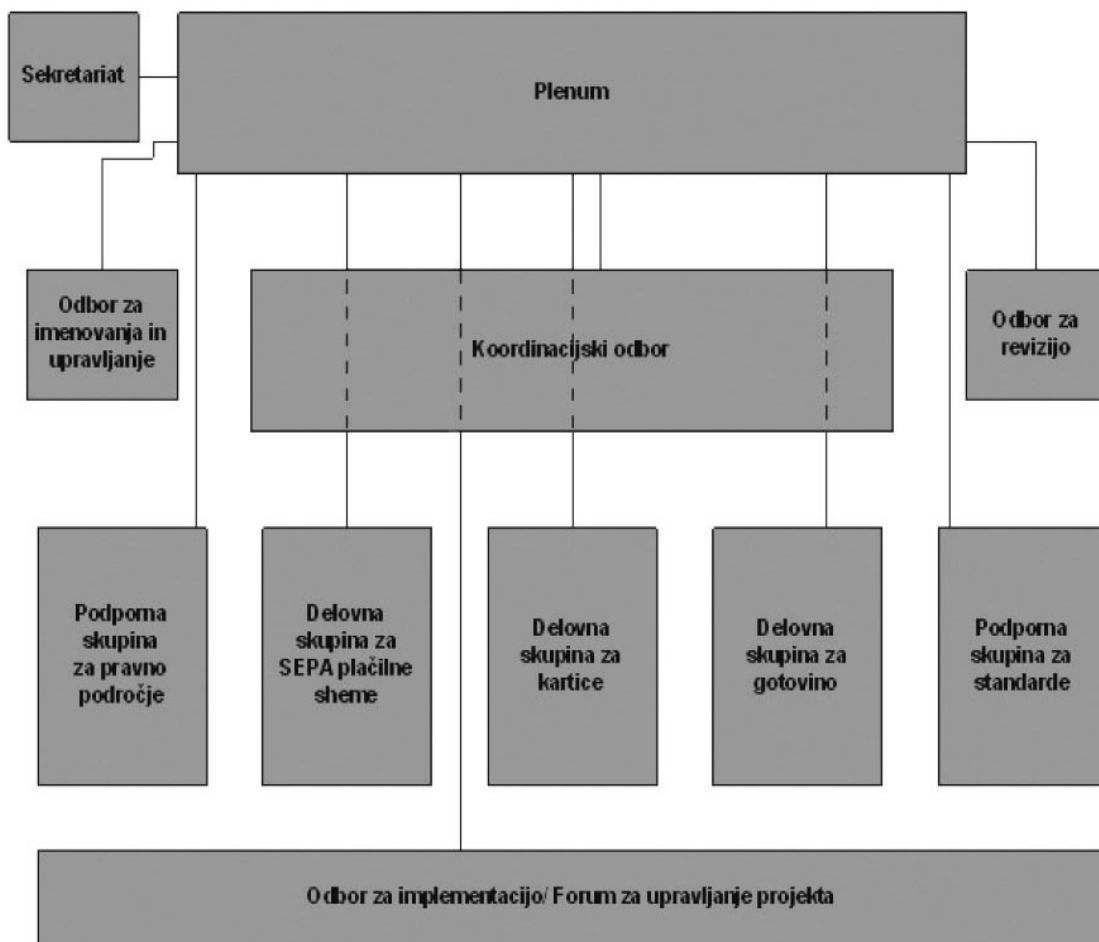 Sekretariat
Plenum
Odbor za
imenovanja in
upravljanje
Koordinacijski odbor
Odbor za
revizijo
Podporna
skupina
za pravno
področje
Delovna
skupina za
SEPA plačilne
sheme
Delovna
skupina za
kartice
Delovna
skupina za
gotovino
Podporna
skupina za
standarde
Odbor za implementacijo/ Forum za upravljanje projekta